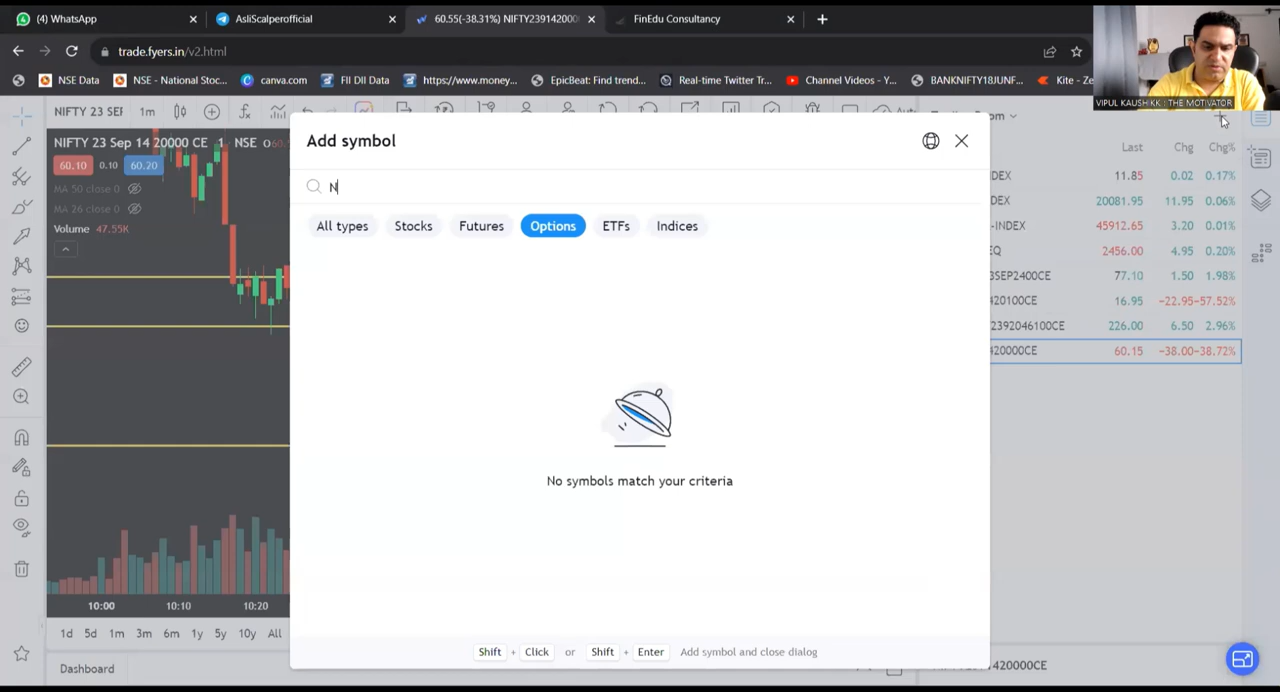 (4) WhatsApp
AsliScalperofficial
60.55(-38.31%) NIFTY2391420000
FinEdu Consultancy
trade.fyers.in/v2.html
NSE Data
NSE - National Stoc...
canva.com
FII DII Data
https://www.money...
EpicBeat: Find trend...
Real-time Twitter Tr...
Channel Videos - Y...
BANKNIFTY18JUNF...
Kite - Ze
VIPUL KAUSHIKK I THE MOTIVATOR
NIFTY 23 SEP
1m
NIFTY 23 Sep 14 20000 CE 1 NSE
60.10 0.10 60.20
MA 50 close 0
MA 26 close 0
Volume 47.55K
Add symbol
N
All types
Stocks
Futures
Options
ETFs
Indices
No symbols match your criteria
Shift + Click or Shift + Enter Add symbol and close dialog
om
Last Chg Chg%
DEX 11.85 0.02 0.17%
DEX 20081.95 11.95 0.06%
-INDEX 45912.65 3.20 0.01%
EQ 2456.00 4.95 0.20%
3SEP2400CE 77.10 1.50 1.98%
420100CE 16.95 −22.95 −57.52%
2392046100CE 226.00 6.50 2.96%
420000CE 60.15 −38.00 −38.72%
10:00 10:10 10:20
1d 5d 1m 3m 6m 1y 5y 10y All
Dashboard
420000CE